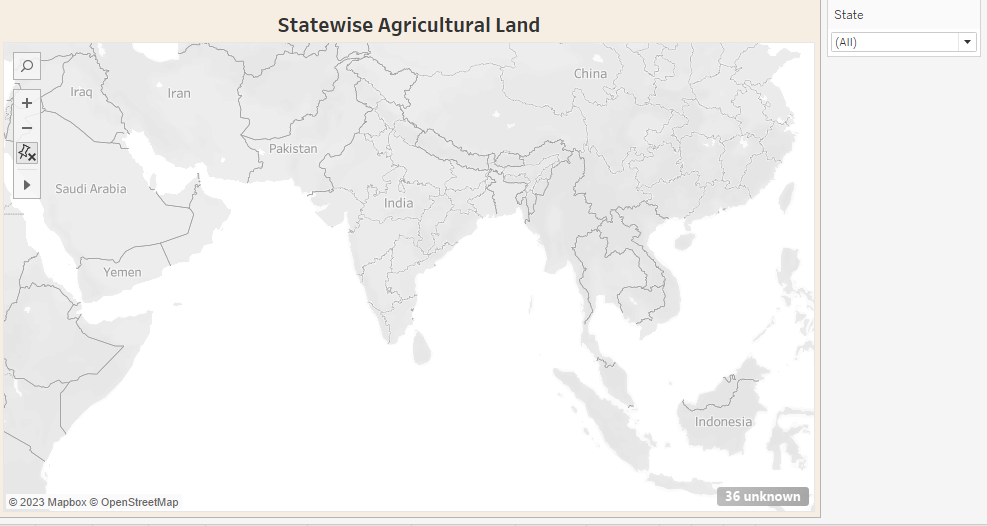 Statewise Agricultural Land
State
(All)
China
Iraq
Iran
Pakistan
Saudi Arabia
India
Yemen
Indonesia
36 unknown
© 2023 Mapbox © OpenStreetMap